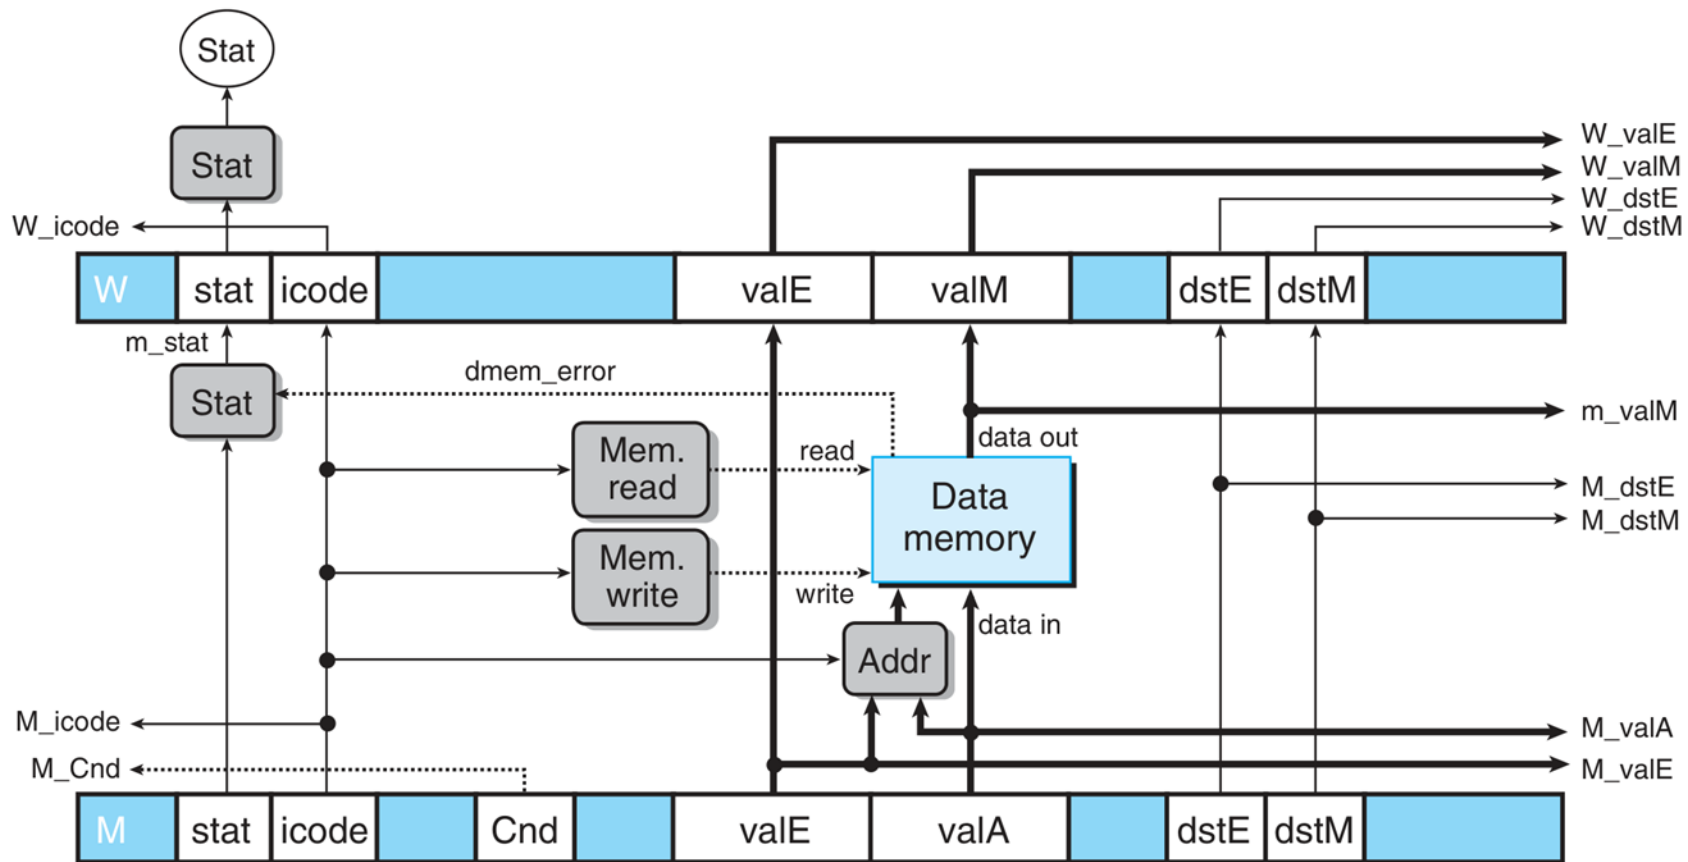 Stat
Stat
W_valE
W_valM
W_dstE
W_icode
W_dstM
W
stat
icode
valE
valM
dstE
dstM
m_stat
dmem_error
Stat
m_valM
data out
Mem.
read
read
Data
memory
M_dstE
M_dstM
Mem.
write
write
data in
Addr
M_icode
M_valA
M_Cnd
M_valE
M
stat
icode
Cnd
valE
valA
dstE
dstM